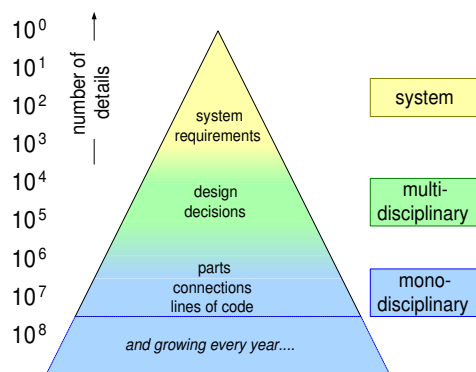 10⁰
10¹
10²
10³
10⁴
10⁵
10⁶
10⁷
10⁸
number of
details
system
requirements
design
decisions
parts
connections
lines of code
and growing every year....
system
multi-
disciplinary
mono-
disciplinary